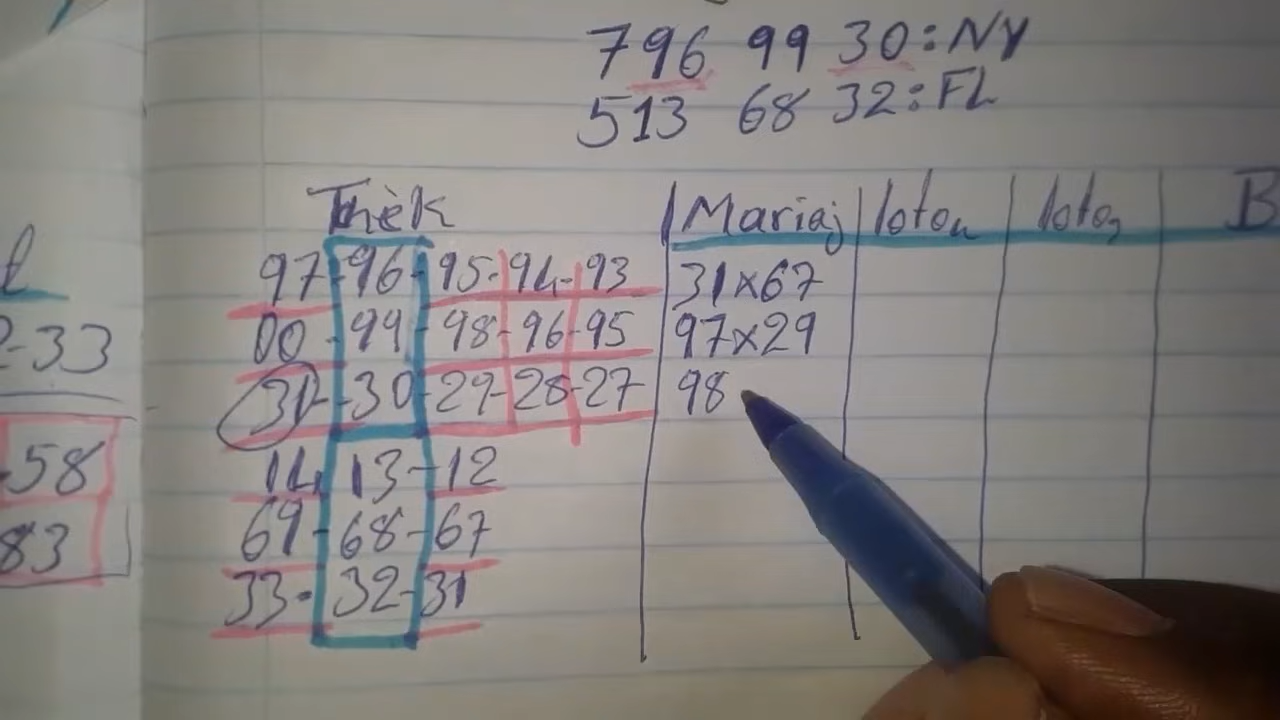 796 99 30:NY
513 68 32:FL
Thèk
Mariaj
loto
loto
B
97-96-95-94-93
31x67
00-99-98-96-95
97x29
31-30-29-28-27
98
14 13-12
69-68-67
33-32-31
l
2-33
58
83